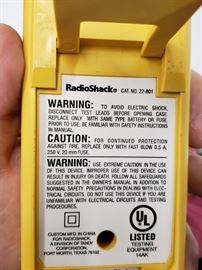 RadioShack® CAT. NO. 22-801
WARNING: TO AVOID ELECTRIC SHOCK,
DISCONNECT TEST LEADS BEFORE OPENING CASE.
REPLACE ONLY WITH SAME TYPE BATTERY OR FUSE.
PRIOR TO USE, BE FAMILIAR WITH SAFETY INSTRUCTIONS
IN MANUAL.
CAUTION: FOR CONTINUED PROTECTION
AGAINST FIRE, REPLACE ONLY WITH FAST BLOW 0.5 A,
250 V, 20 mm FUSE.
WARNING: USE EXTREME CAUTION IN THE USE
OF THIS DEVICE. IMPROPER USE OF THIS DEVICE CAN
RESULT IN INJURY OR DEATH. FOLLOW ALL SAFEGUARDS
SUGGESTED IN THE OWNER'S MANUAL IN ADDITION TO
NORMAL SAFETY PRECAUTIONS IN DEALING WITH ELEC-
TRICAL CIRCUITS. DO NOT USE THIS DEVICE IF YOU ARE
UNFAMILIAR WITH ELECTRICAL CIRCUITS AND TESTING
PROCEDURES.
CUSTOM MFG. IN CHINA
FOR RADIOSHACK,
A DIVISION OF TANDY
CORPORATION,
FORT WORTH, TEXAS 76102
UL
LISTED
TESTING
EQUIPMENT
14AK